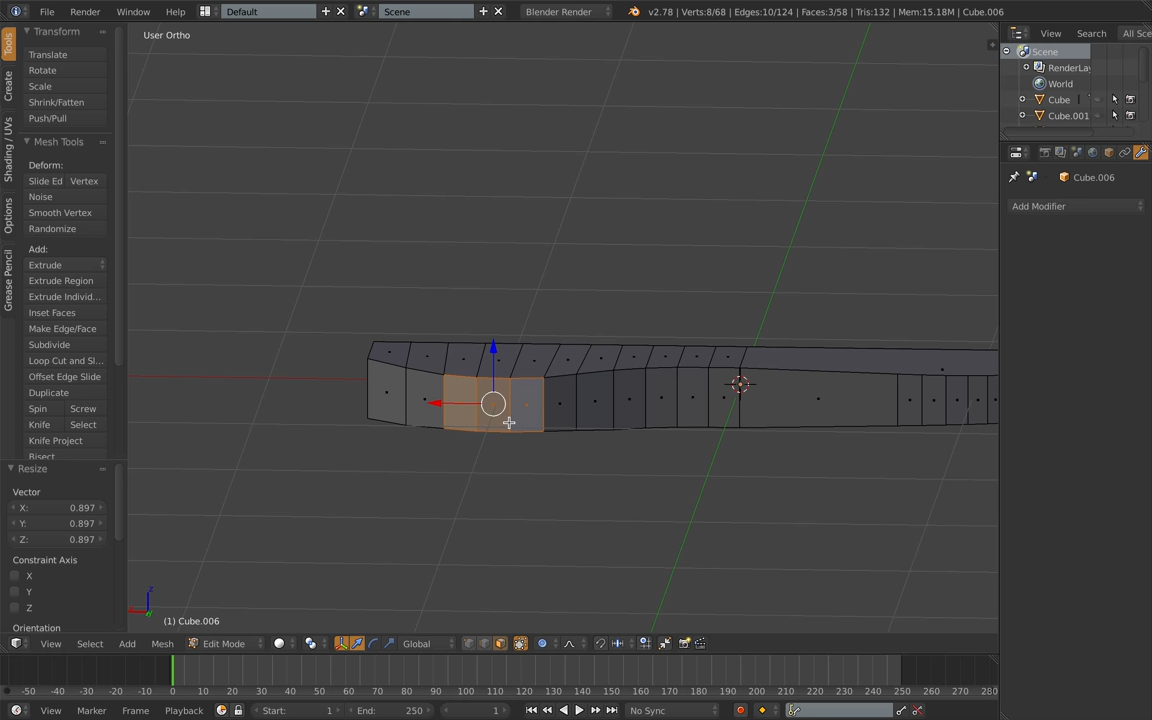 File Render Window Help Default Scene Blender Render v2.78 | Verts:8/68 | Edges:10/124 | Faces:3/58 | Tris:132 | Mem:15.18M | Cube.006
User Ortho
View Search All Sce
Scene
RenderLay
World
Cube
Cube.001
Cube.006
Add Modifier
Tools
Create
Shading / UVs
Options
Grease Pencil
Transform
Translate
Rotate
Scale
Shrink/Fatten
Push/Pull
Mesh Tools
Deform:
Slide Ed Vertex
Noise
Smooth Vertex
Randomize
Add:
Extrude
Extrude Region
Extrude Individ...
Inset Faces
Make Edge/Face
Subdivide
Loop Cut and Sl...
Offset Edge Slide
Duplicate
Spin Screw
Knife Select
Knife Project
Bisect
Resize
Vector
X: 0.897
Y: 0.897
Z: 0.897
Constraint Axis
X
Y
Z
Orientation
z
(1) Cube.006
View Select Add Mesh Edit Mode Global
-50 -40 -30 -20 -10 0 10 20 30 40 50 60 70 80 90 100 110 120 130 140 150 160 170 180 190 200 210 220 230 240 250 260 270 280
View Marker Frame Playback Start: 1 End: 250 1 No Sync